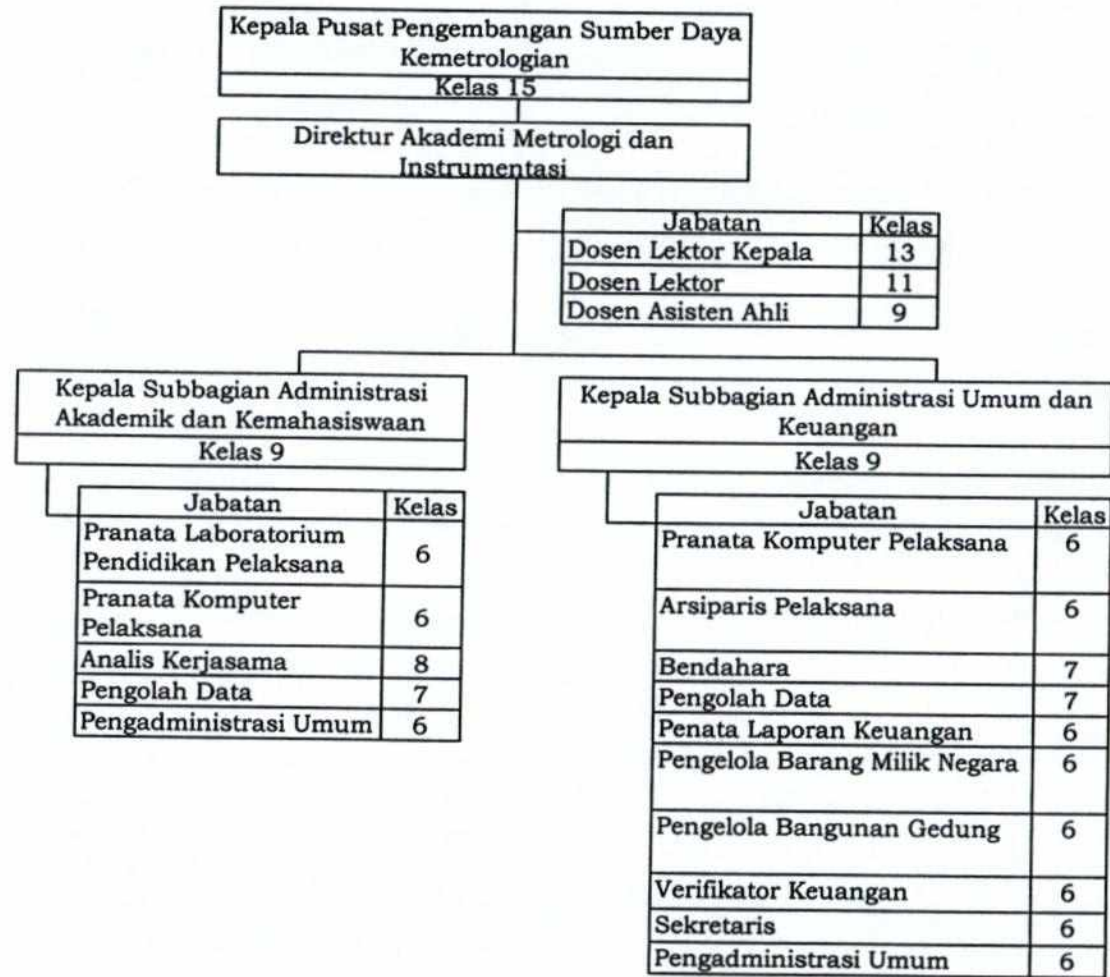 Kepala Pusat Pengembangan Sumber Daya
Kemetrologian
Kelas 15
Direktur Akademi Metrologi dan
Instrumentasi
Jabatan Kelas
Dosen Lektor Kepala 13
Dosen Lektor 11
Dosen Asisten Ahli 9
Kepala Subbagian Administrasi
Akademik dan Kemahasiswaan
Kelas 9
Jabatan Kelas
Pranata Laboratorium
Pendidikan Pelaksana 6
Pranata Komputer
Pelaksana 6
Analis Kerjasama 8
Pengolah Data 7
Pengadministrasi Umum 6
Kepala Subbagian Administrasi Umum dan
Keuangan
Kelas 9
Jabatan Kelas
Pranata Komputer Pelaksana 6
Arsiparis Pelaksana 6
Bendahara 7
Pengolah Data 7
Penata Laporan Keuangan 6
Pengelola Barang Milik Negara 6
Pengelola Bangunan Gedung 6
Verifikator Keuangan 6
Sekretaris 6
Pengadministrasi Umum 6